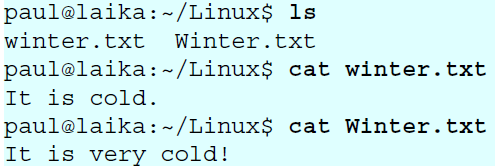 paul@laika:~/Linux$ ls
winter.txt  Winter.txt
paul@laika:~/Linux$ cat winter.txt
It is cold.
paul@laika:~/Linux$ cat Winter.txt
It is very cold!